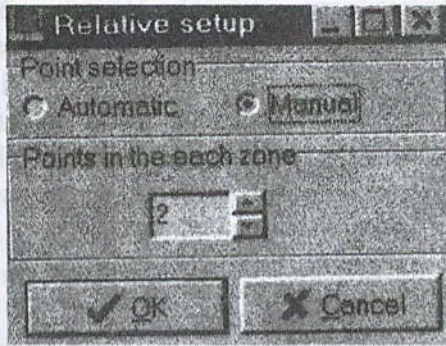 Relative setup
Point selection
Automatic Manual
Points in the each zone
2
OK Cancel